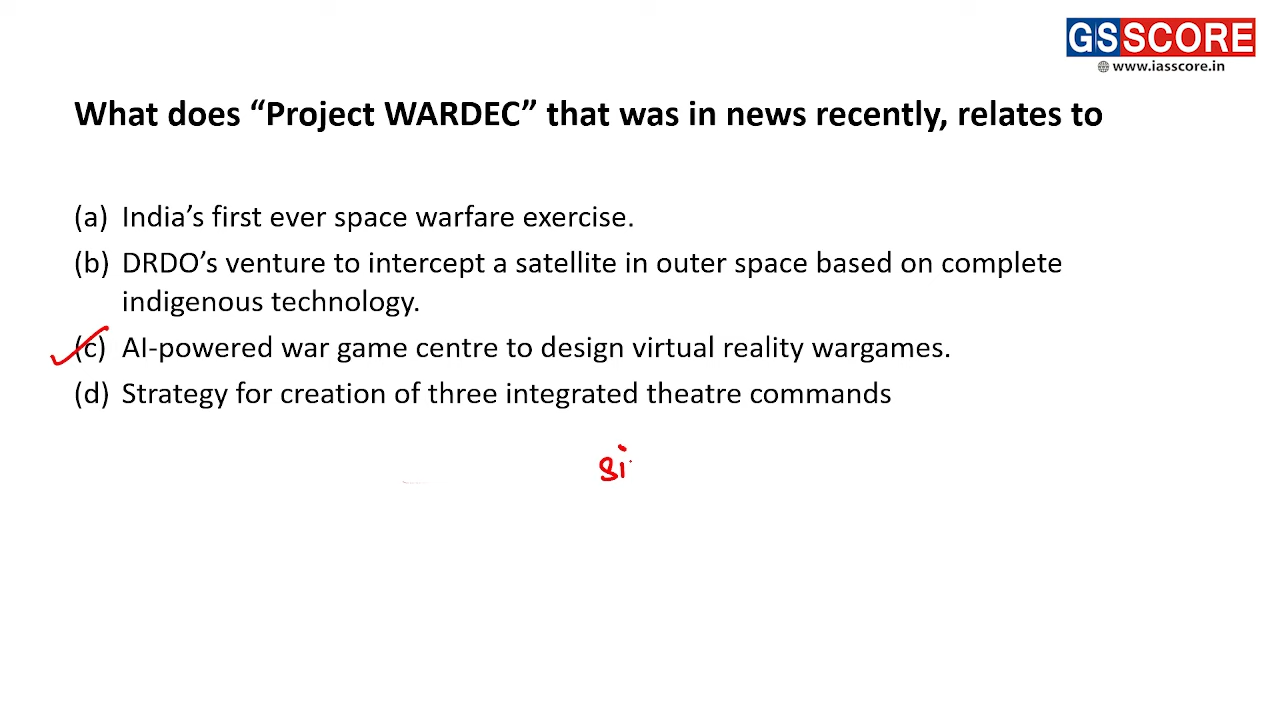 GSSCORE
www.iasscore.in
What does “Project WARDEC” that was in news recently, relates to
(a) India’s first ever space warfare exercise.
(b) DRDO’s venture to intercept a satellite in outer space based on complete
indigenous technology.
(c) AI-powered war game centre to design virtual reality wargames.
(d) Strategy for creation of three integrated theatre commands
si